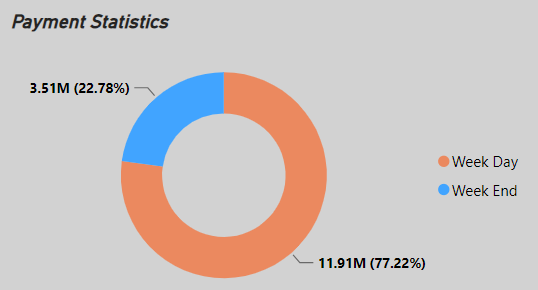 Payment Statistics
3.51M (22.78%)
Week Day
Week End
11.91M (77.22%)